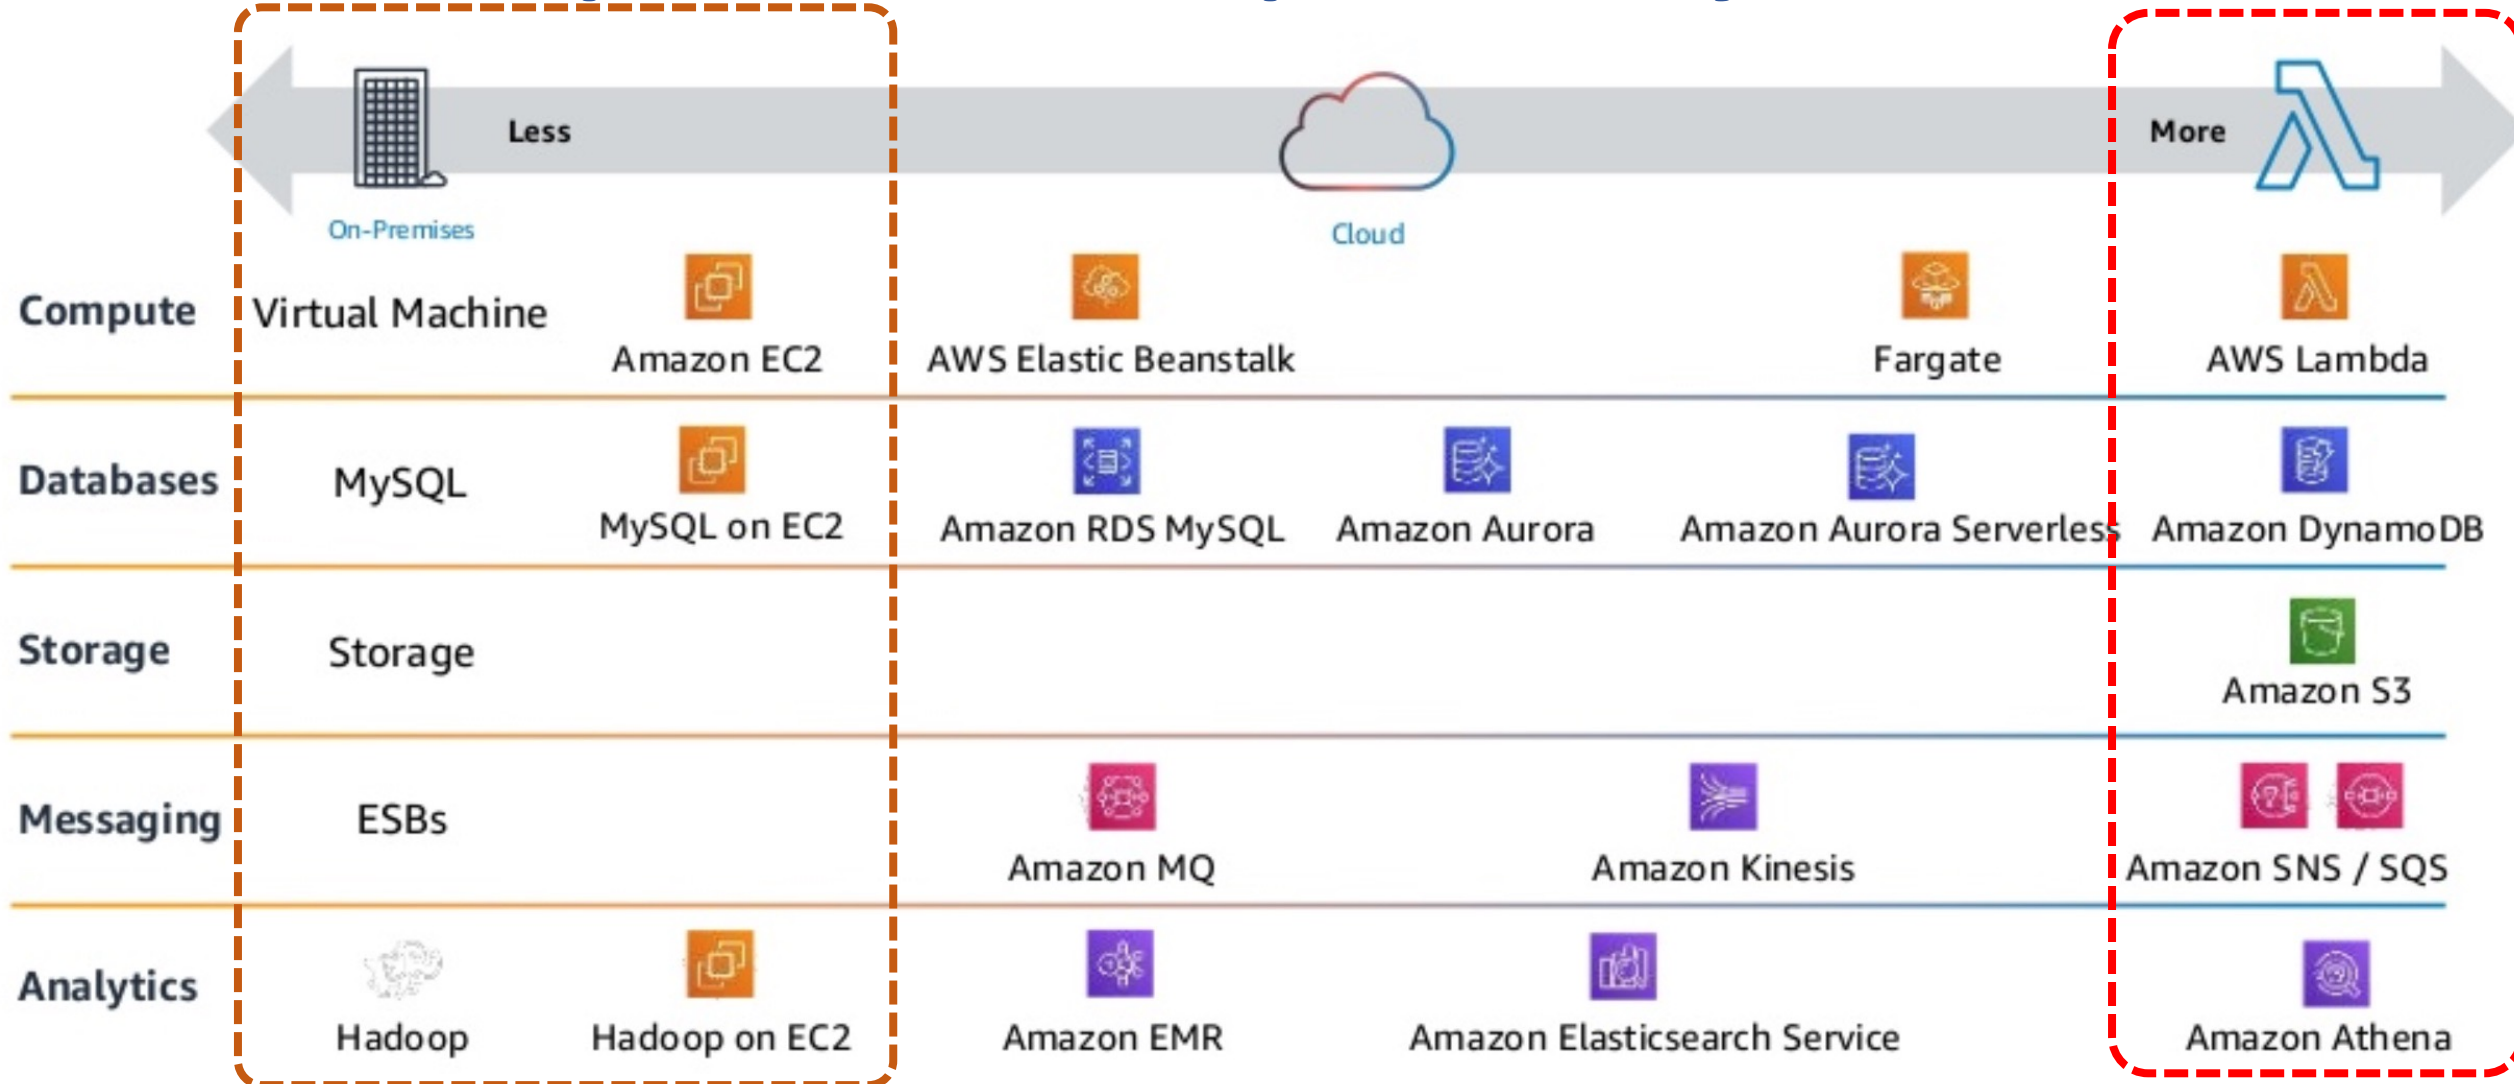 Less
More
On-Premises
Cloud
Compute
Virtual Machine
Amazon EC2
AWS Elastic Beanstalk
Fargate
AWS Lambda
Databases
MySQL
MySQL on EC2
Amazon RDS MySQL
Amazon Aurora
Amazon Aurora Serverless
Amazon DynamoDB
Storage
Storage
Amazon S3
Messaging
ESBs
Amazon MQ
Amazon Kinesis
Amazon SNS / SQS
Analytics
Hadoop
Hadoop on EC2
Amazon EMR
Amazon Elasticsearch Service
Amazon Athena